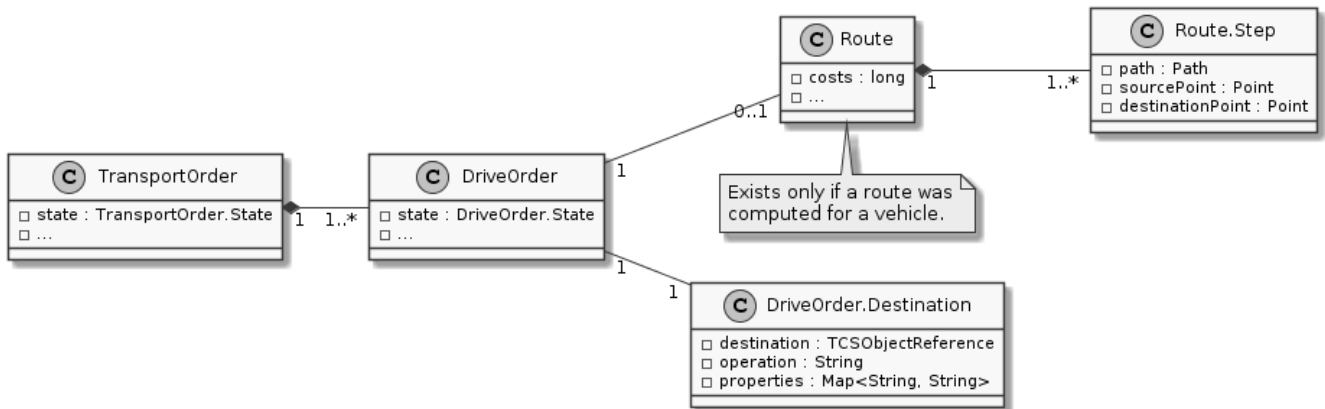 C Route
costs : long
...
C Route.Step
path : Path
sourcePoint : Point
destinationPoint : Point
1
1..*
0..1
1
Exists only if a route was
computed for a vehicle.
C TransportOrder
state : TransportOrder.State
...
1
1..*
C DriveOrder
state : DriveOrder.State
...
1
1
C DriveOrder.Destination
destination : TCSObjectReference
operation : String
properties : Map<String, String>